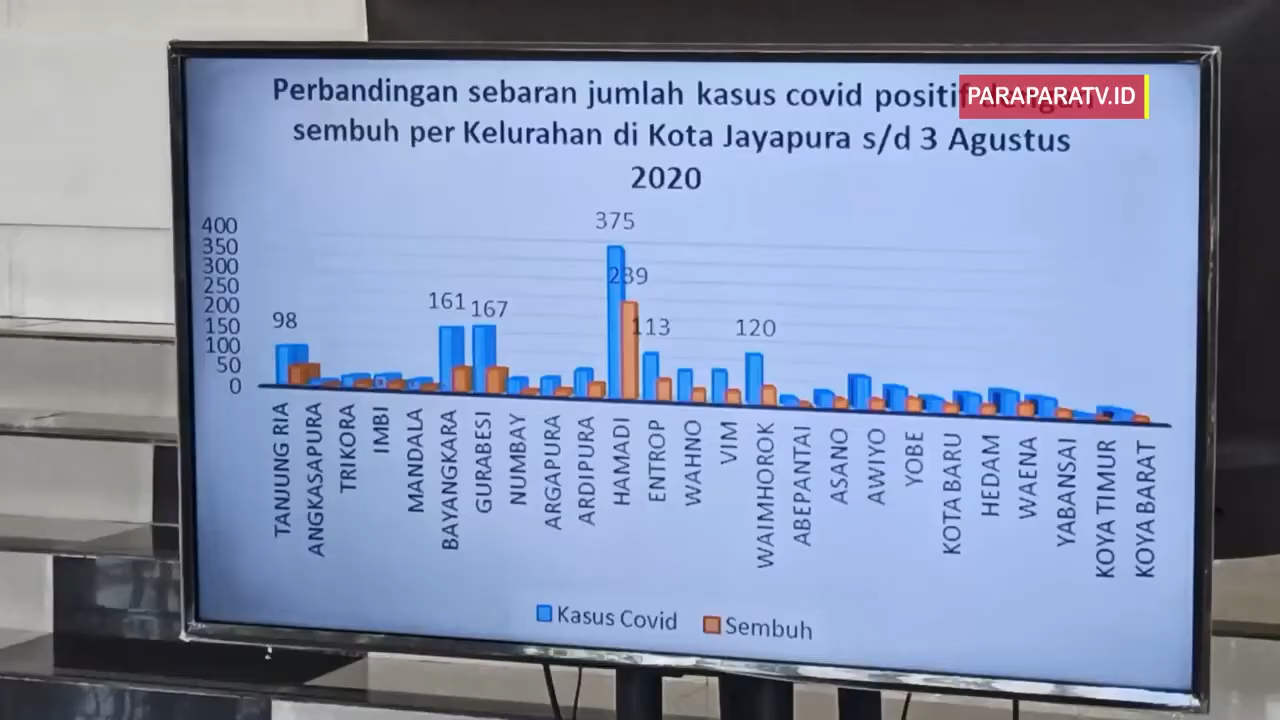 PARAPARATV.ID
Perbandingan sebaran jumlah kasus covid positif
sembuh per Kelurahan di Kota Jayapura s/d 3 Agustus
2020
400
350
300
250
200
150
100
50
0
98
161
167
375
239
113
120
TANJUNG RIA
ANGKASAPURA
TRIKORA
IMBI
MANDALA
BAYANGKARA
GURABESI
NUMBAY
ARGAPURA
ARDIPURA
HAMADI
ENTROP
WAHNO
VIM
WAIMHOROK
ABEPANTAI
ASANO
AWIYO
YOBE
KOTA BARU
HEDAM
WAENA
YABANSAI
KOYA TIMUR
KOYA BARAT
Kasus Covid
Sembuh